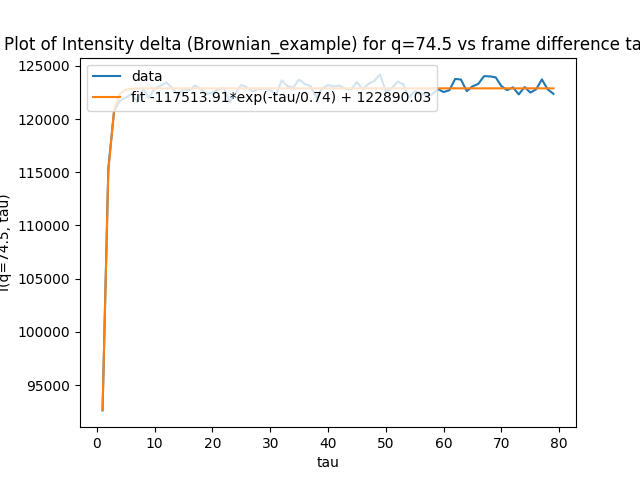 Plot of Intensity delta (Brownian_example) for q=74.5 vs frame difference ta
data
fit -117513.91*exp(-tau/0.74) + 122890.03
125000
120000
115000
110000
105000
100000
95000
I(q=74.5, tau)
0 10 20 30 40 50 60 70 80
tau